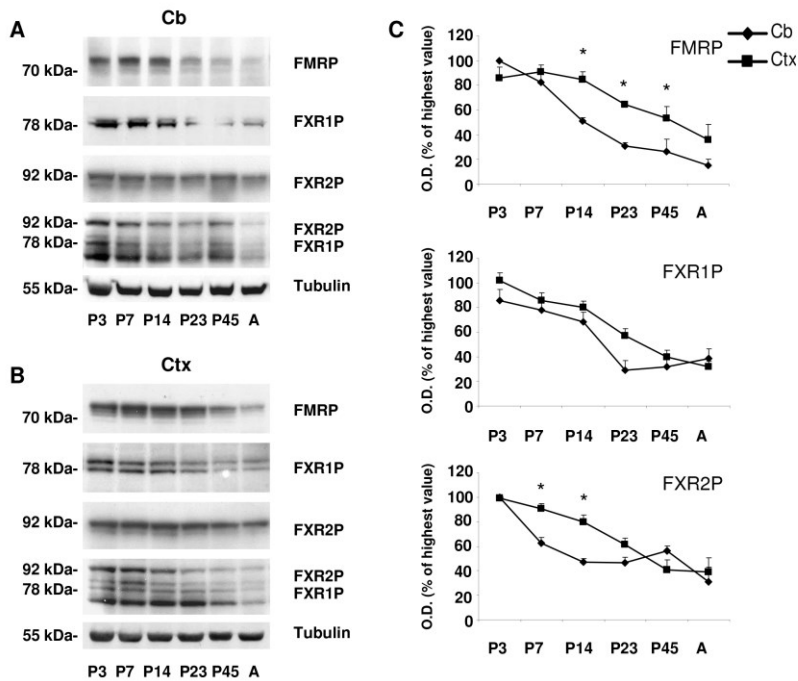 A
Cb
70 kDa-
FMRP
78 kDa-
FXR1P
92 kDa-
FXR2P
92 kDa-
FXR2P
78 kDa-
FXR1P
55 kDa-
Tubulin
P3 P7 P14 P23 P45 A
B
Ctx
70 kDa-
FMRP
78 kDa-
FXR1P
92 kDa-
FXR2P
92 kDa-
FXR2P
78 kDa-
FXR1P
55 kDa-
Tubulin
P3 P7 P14 P23 P45 A
C
Cb
Ctx
FMRP
O.D. (% of highest value)
120
100
80
60
40
20
0
* * *
P3 P7 P14 P23 P45 A
FXR1P
O.D. (% of highest value)
120
100
80
60
40
20
0
P3 P7 P14 P23 P45 A
FXR2P
O.D. (% of highest value)
120
100
80
60
40
20
0
* *
P3 P7 P14 P23 P45 A